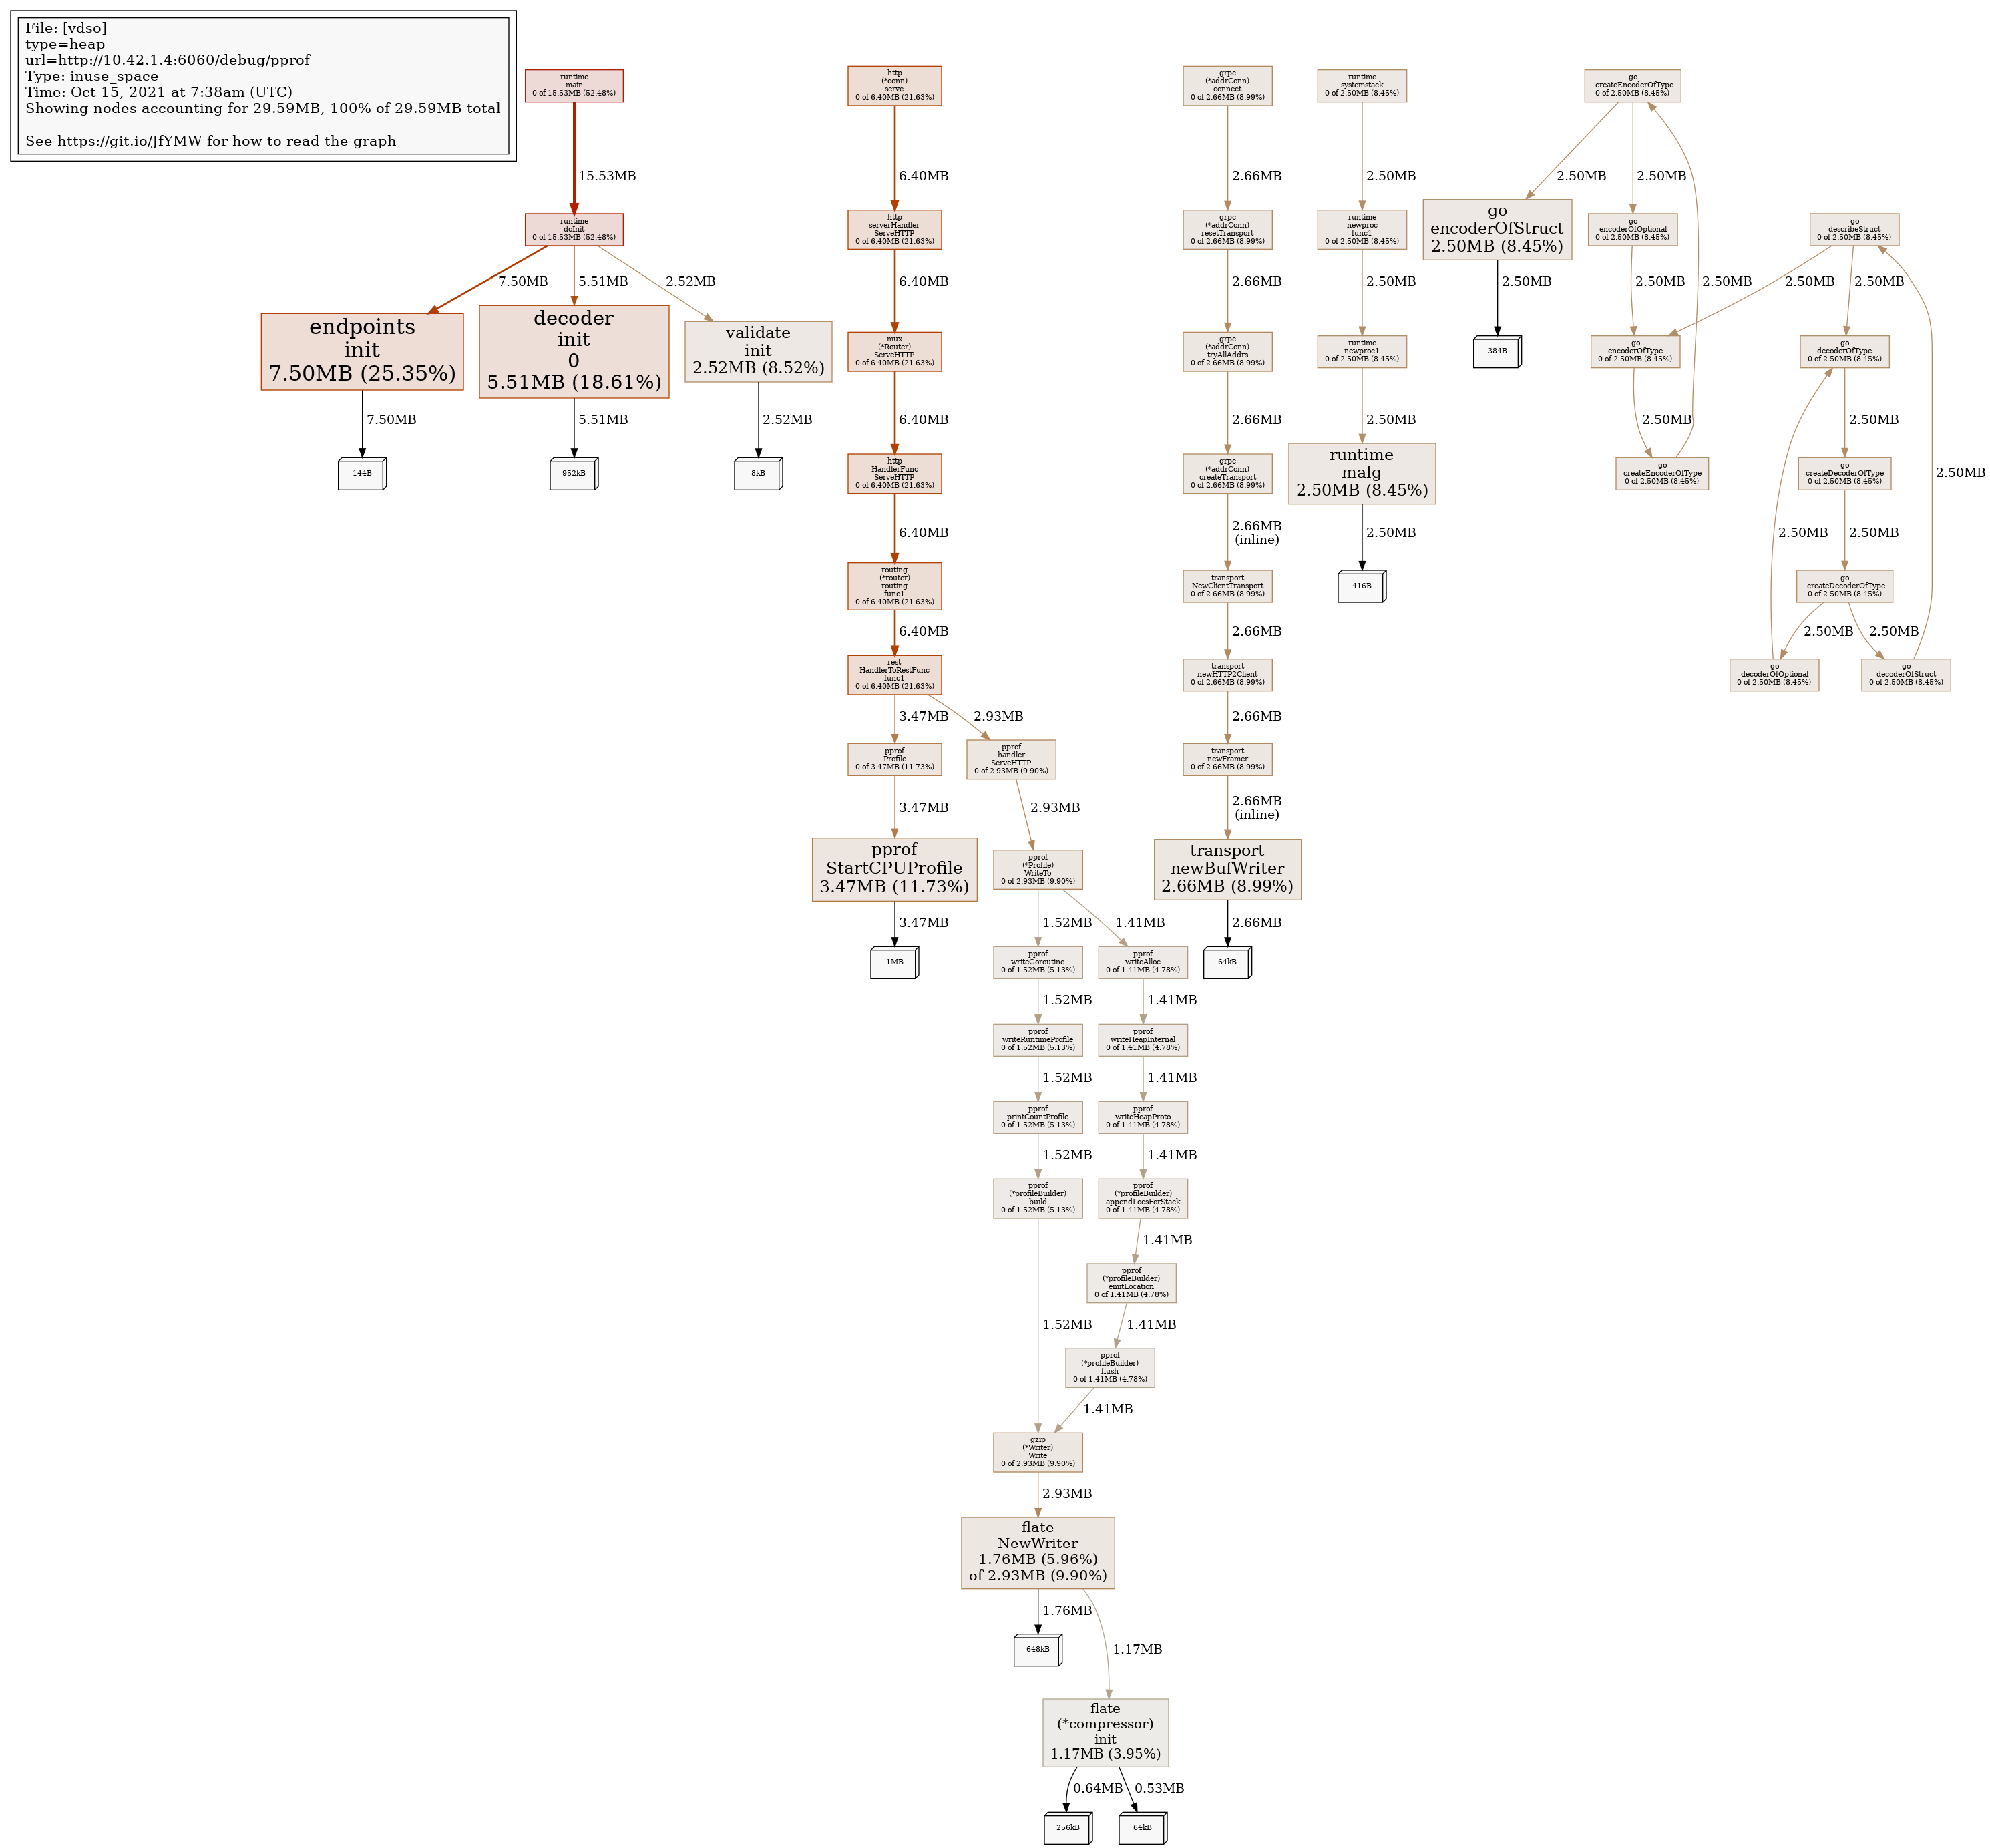 File: [vdso]
type=heap
url=http://10.42.1.4:6060/debug/pprof
Type: inuse_space
Time: Oct 15, 2021 at 7:38am (UTC)
Showing nodes accounting for 29.59MB, 100% of 29.59MB total
See https://git.io/JfYMW for how to read the graph
runtime
main
0 of 15.53MB (52.48%)
15.53MB
runtime
doInit
0 of 15.53MB (52.48%)
7.50MB
5.51MB
2.52MB
endpoints
init
7.50MB (25.35%)
7.50MB
144B
decoder
init
0
5.51MB (18.61%)
5.51MB
952kB
validate
init
2.52MB (8.52%)
2.52MB
8kB
http
(*conn)
serve
0 of 6.40MB (21.63%)
6.40MB
http
serverHandler
ServeHTTP
0 of 6.40MB (21.63%)
6.40MB
mux
(*Router)
ServeHTTP
0 of 6.40MB (21.63%)
6.40MB
http
HandlerFunc
ServeHTTP
0 of 6.40MB (21.63%)
6.40MB
routing
(*router)
routing
func1
0 of 6.40MB (21.63%)
6.40MB
rest
HandlerToRestFunc
func1
0 of 6.40MB (21.63%)
3.47MB
2.93MB
pprof
Profile
0 of 3.47MB (11.73%)
3.47MB
pprof
StartCPUProfile
3.47MB (11.73%)
3.47MB
1MB
pprof
handler
ServeHTTP
0 of 2.93MB (9.90%)
2.93MB
pprof
(*Profile)
WriteTo
0 of 2.93MB (9.90%)
1.52MB
1.41MB
pprof
writeGoroutine
0 of 1.52MB (5.13%)
1.52MB
pprof
writeRuntimeProfile
0 of 1.52MB (5.13%)
1.52MB
pprof
printCountProfile
0 of 1.52MB (5.13%)
1.52MB
pprof
(*profileBuilder)
build
0 of 1.52MB (5.13%)
1.52MB
pprof
writeAlloc
0 of 1.41MB (4.78%)
1.41MB
pprof
writeHeapInternal
0 of 1.41MB (4.78%)
1.41MB
pprof
writeHeapProto
0 of 1.41MB (4.78%)
1.41MB
pprof
(*profileBuilder)
appendLocsForStack
0 of 1.41MB (4.78%)
1.41MB
pprof
(*profileBuilder)
emitLocation
0 of 1.41MB (4.78%)
1.41MB
pprof
(*profileBuilder)
flush
0 of 1.41MB (4.78%)
1.41MB
gzip
(*Writer)
Write
0 of 2.93MB (9.90%)
2.93MB
flate
NewWriter
1.76MB (5.96%)
of 2.93MB (9.90%)
1.76MB
648kB
1.17MB
flate
(*compressor)
init
1.17MB (3.95%)
0.64MB
0.53MB
256kB
64kB
grpc
(*addrConn)
connect
0 of 2.66MB (8.99%)
2.66MB
grpc
(*addrConn)
resetTransport
0 of 2.66MB (8.99%)
2.66MB
grpc
(*addrConn)
tryAllAddrs
0 of 2.66MB (8.99%)
2.66MB
grpc
(*addrConn)
createTransport
0 of 2.66MB (8.99%)
2.66MB
(inline)
transport
NewClientTransport
0 of 2.66MB (8.99%)
2.66MB
transport
newHTTP2Client
0 of 2.66MB (8.99%)
2.66MB
transport
newFramer
0 of 2.66MB (8.99%)
2.66MB
(inline)
transport
newBufWriter
2.66MB (8.99%)
2.66MB
64kB
runtime
systemstack
0 of 2.50MB (8.45%)
2.50MB
runtime
newproc
func1
0 of 2.50MB (8.45%)
2.50MB
runtime
newproc1
0 of 2.50MB (8.45%)
2.50MB
runtime
malg
2.50MB (8.45%)
2.50MB
416B
go
_createEncoderOfType
0 of 2.50MB (8.45%)
2.50MB
2.50MB
go
encoderOfStruct
2.50MB (8.45%)
2.50MB
384B
go
encoderOfOptional
0 of 2.50MB (8.45%)
2.50MB
2.50MB
go
encoderOfType
0 of 2.50MB (8.45%)
2.50MB
go
createEncoderOfType
0 of 2.50MB (8.45%)
go
describeStruct
0 of 2.50MB (8.45%)
2.50MB
2.50MB
go
decoderOfType
0 of 2.50MB (8.45%)
2.50MB
go
createDecoderOfType
0 of 2.50MB (8.45%)
2.50MB
2.50MB
2.50MB
go
_createDecoderOfType
0 of 2.50MB (8.45%)
2.50MB
2.50MB
go
decoderOfOptional
0 of 2.50MB (8.45%)
go
decoderOfStruct
0 of 2.50MB (8.45%)